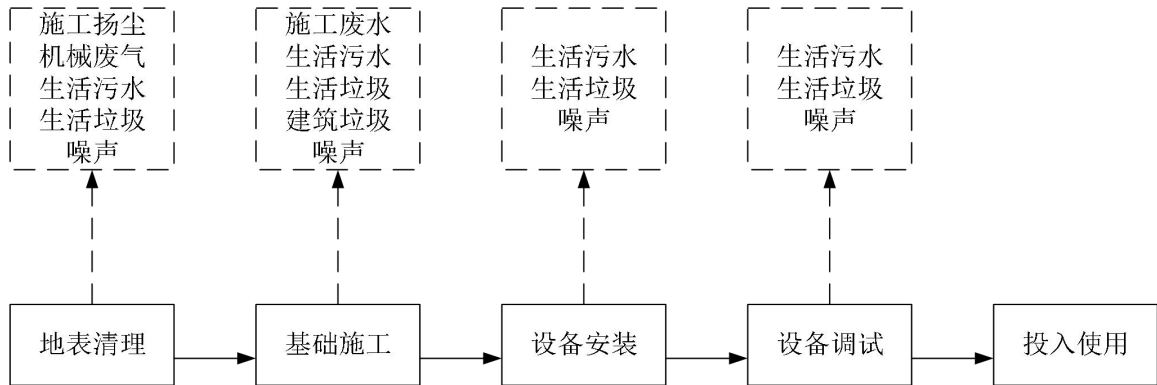 施工扬尘
机械废气
生活污水
生活垃圾
噪声
施工废水
生活污水
生活垃圾
建筑垃圾
噪声
生活污水
生活垃圾
噪声
生活污水
生活垃圾
噪声
地表清理
基础施工
设备安装
设备调试
投入使用